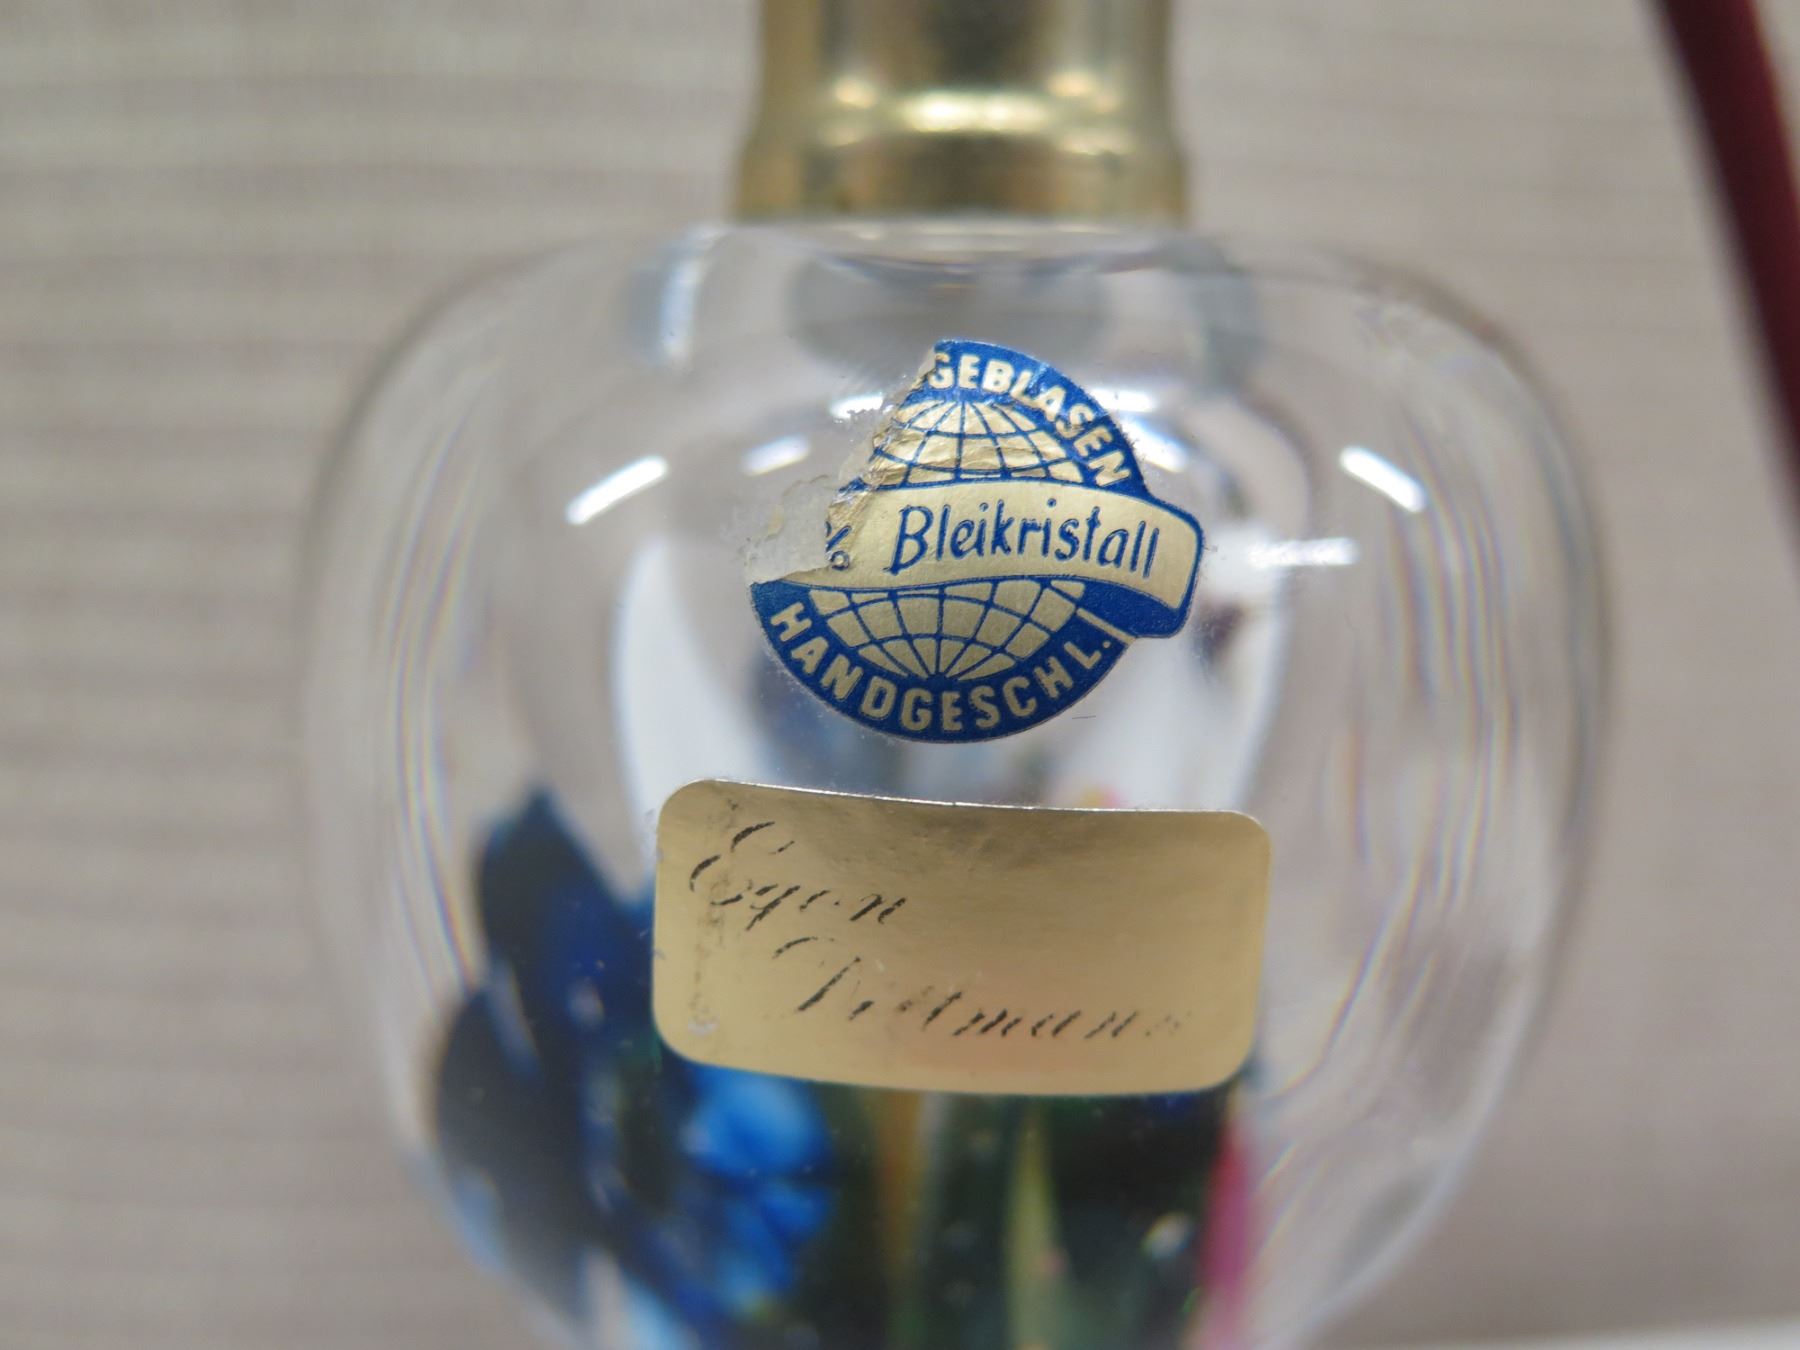 GEBLASEN
% Bleikristall
HANDGESCHL.
Egon
Dittmann